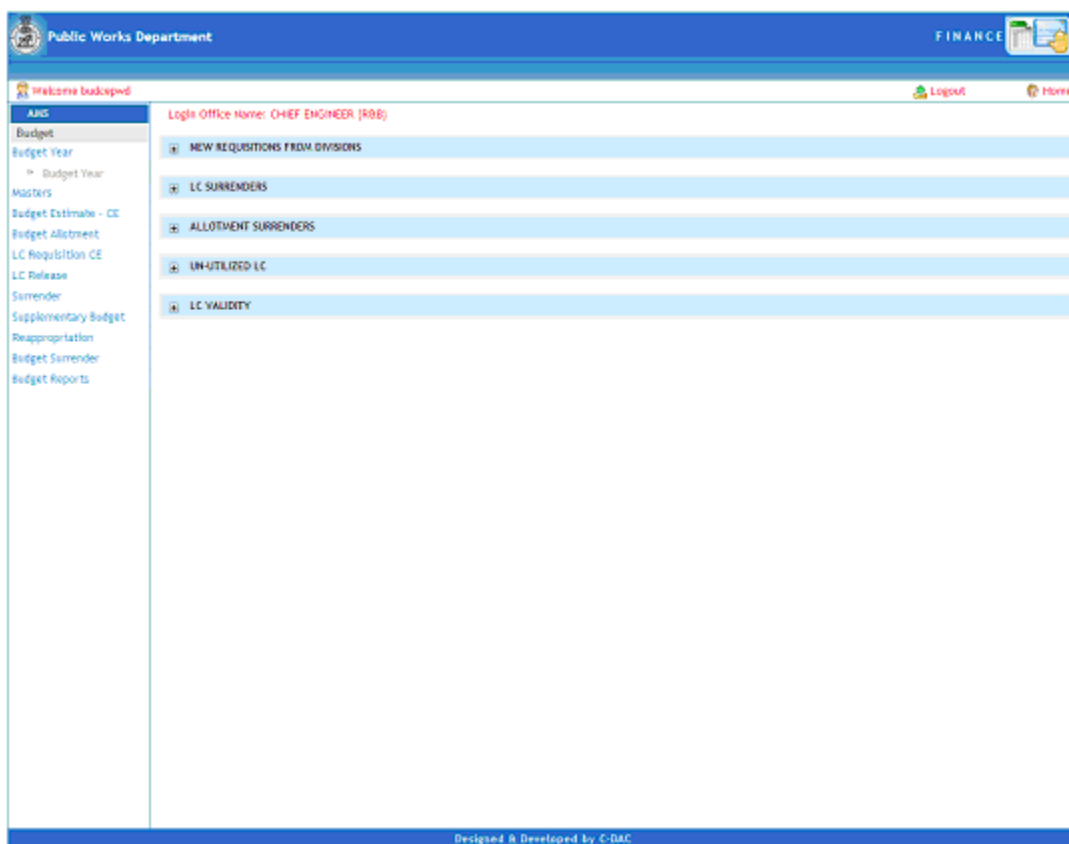 Public Works Department
FINANCE
Welcome budcepwd
Logout
Home
AMS
Login Office Name: CHIEF ENGINEER (R&B)
Budget
Budget Year
Budget Year
Masters
Budget Estimate - CE
Budget Allotment
LC Requisition CE
LC Release
Surrender
Supplementary Budget
Reappropriation
Budget Surrender
Budget Reports
NEW REQUISITIONS FROM DIVISIONS
LC SURRENDERS
ALLOTMENT SURRENDERS
UN-UTILIZED LC
LC VALIDITY
Designed & Developed by C-DAC